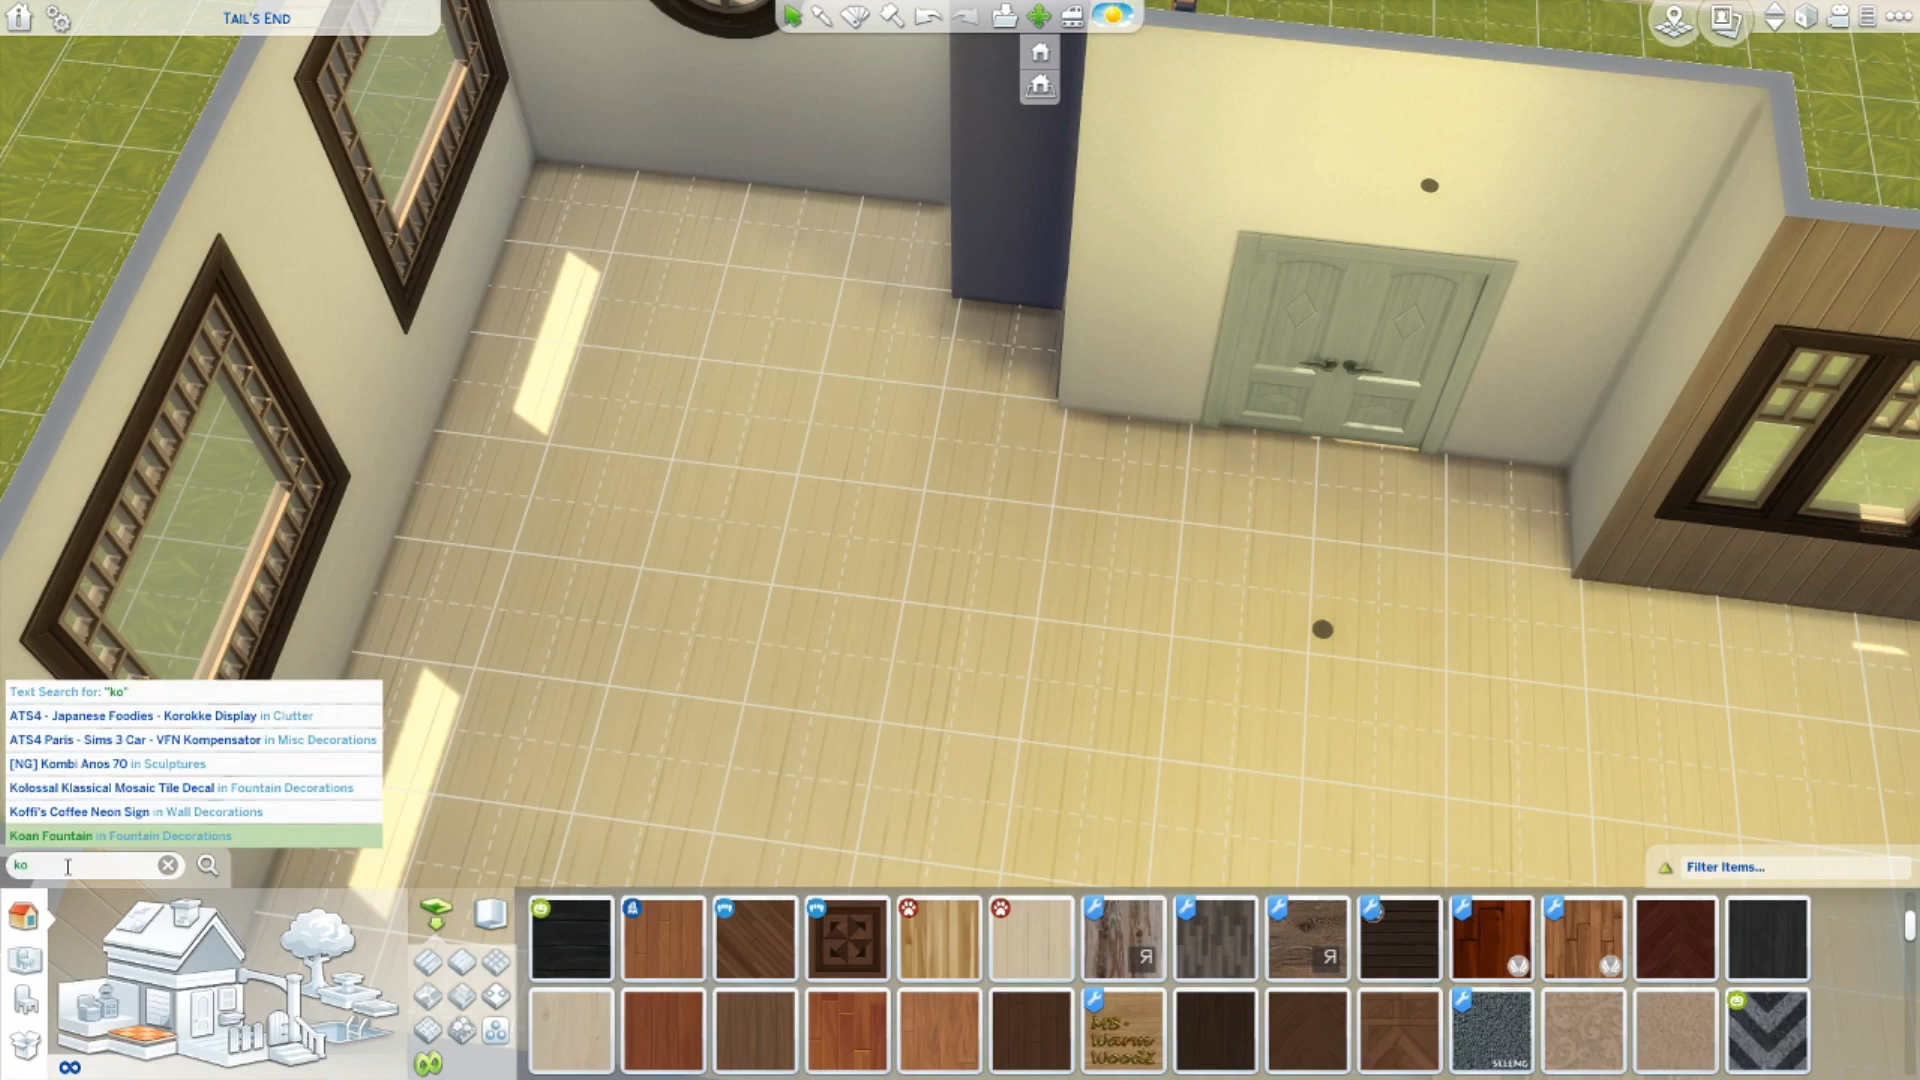 TAIL'S END
Text Search for: "ko"
ATS4 - Japanese Foodies - Korokke Display in Clutter
ATS4 Paris - Sims 3 Car - VFN Kompensator in Misc Decorations
[NG] Kombi Anos 70 in Sculptures
Kolossal Klassical Mosaic Tile Decal in Fountain Decorations
Koffi's Coffee Neon Sign in Wall Decorations
Koan Fountain in Fountain Decorations
ko
Filter Items...
Я
Я
MB-
Warm
Wood2